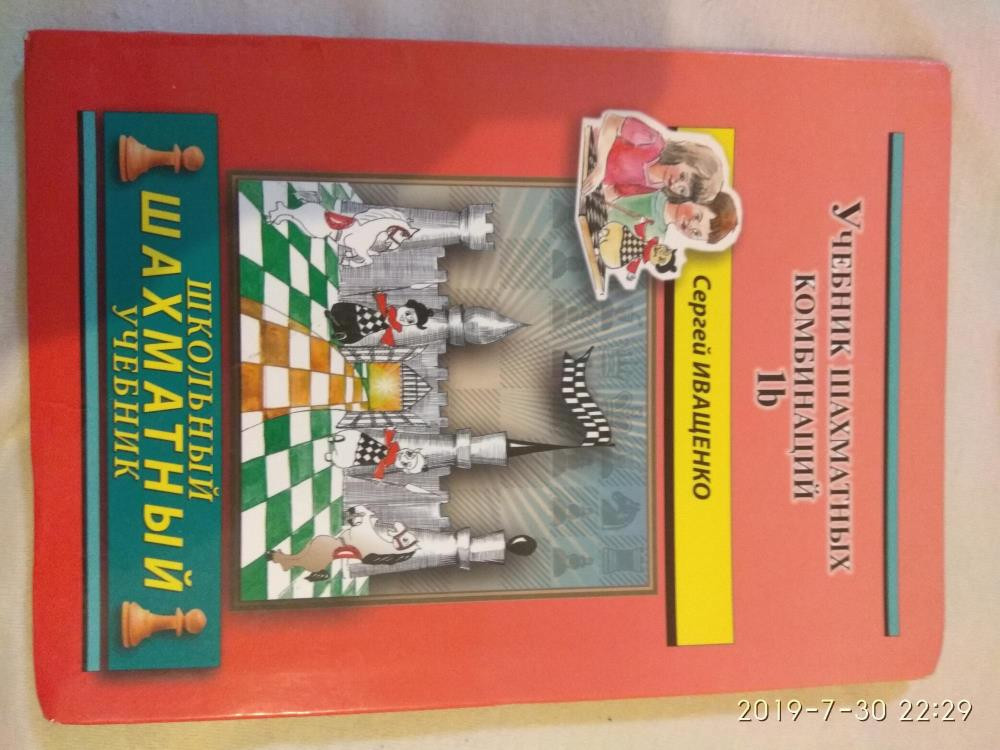 УЧЕБНИК ШАХМАТНЫХ
КОМБИНАЦИЙ
1b
Сергей ИВАЩЕНКО
ШКОЛЬНЫЙ
ШАХМАТНЫЙ
УЧЕБНИК
2019-7-30 22:29